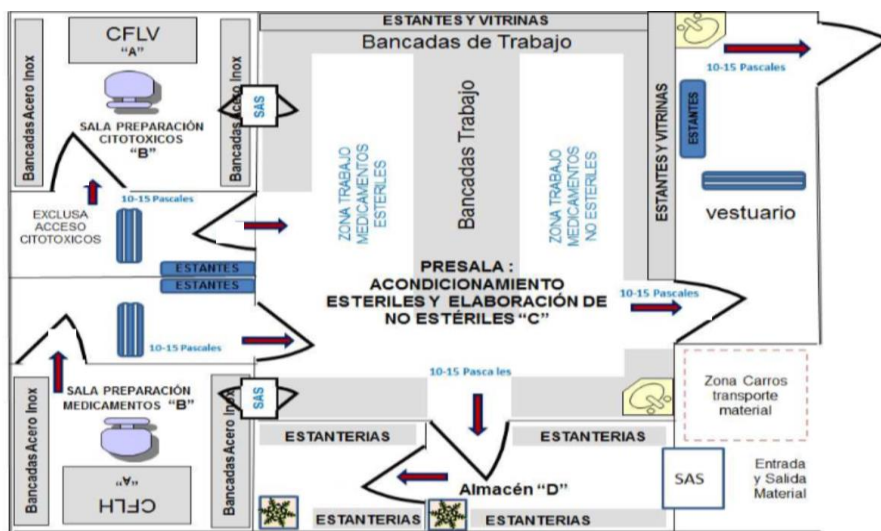 ESTANTES Y VITRINAS
Bancadas de Trabajo
CFLV
"A"
Bancadas Acero Inox
Bancadas Acero Inox
SALA PREPARACIÓN
CITOTOXICOS
"B"
SAS
10-15 Pascales
EXCLUSA
ACCESO
CITOTOXICOS
ESTANTES
ESTANTES
10-15 Pascales
SALA PREPARACIÓN
MEDICAMENTOS "B"
Bancadas Acero Inox
Bancadas Acero Inox
SAS
CFLH
"A"
ZONA TRABAJO
MEDICAMENTOS
ESTERILES
Bancadas Trabajo
ZONA TRABAJO
MEDICAMENTOS
NO ESTERILES
PRESALA :
ACONDICIONAMIENTO
ESTERILES Y ELABORACIÓN DE
NO ESTÉRILES "C"
10-15 Pascales
10-15 Pascales
ESTANTES Y VITRINAS
10-15 Pascales
ESTANTES
vestuario
ESTANTERIAS
ESTANTERIAS
Almacén "D"
ESTANTERIAS
ESTANTERIAS
Zona Carros
transporte
material
SAS
Entrada
y Salida
Material